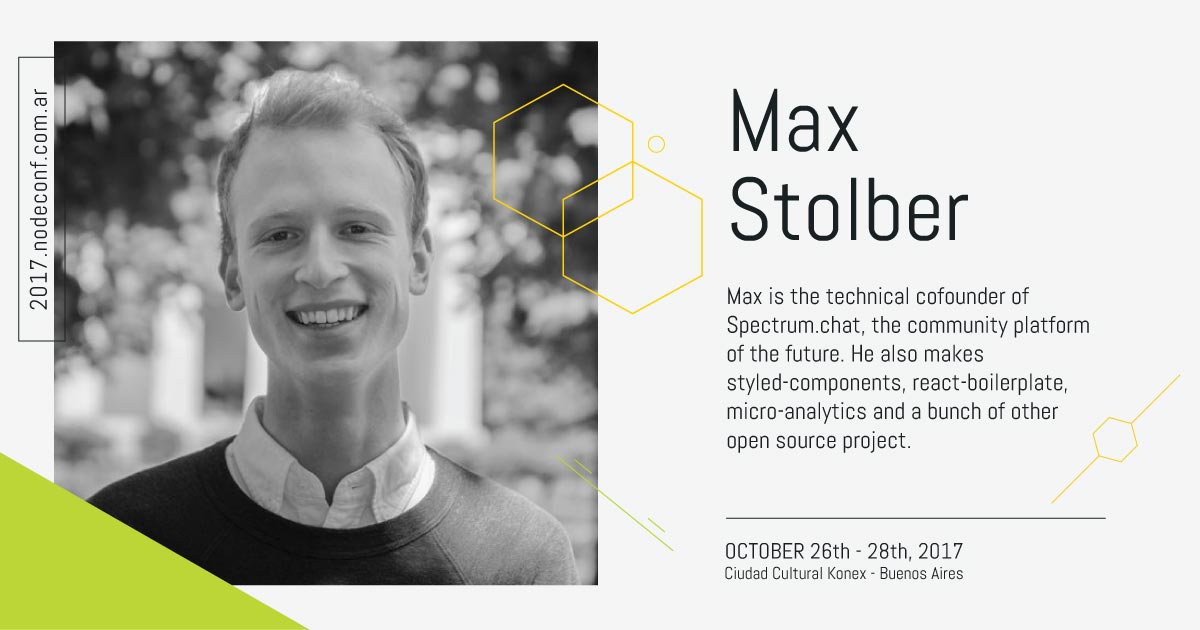 2017.nodeconf.com.ar
Max
Stolber
Max is the technical cofounder of
Spectrum.chat, the community platform
of the future. He also makes
styled-components, react-boilerplate,
micro-analytics and a bunch of other
open source project.
OCTOBER 26th - 28th, 2017
Ciudad Cultural Konex - Buenos Aires